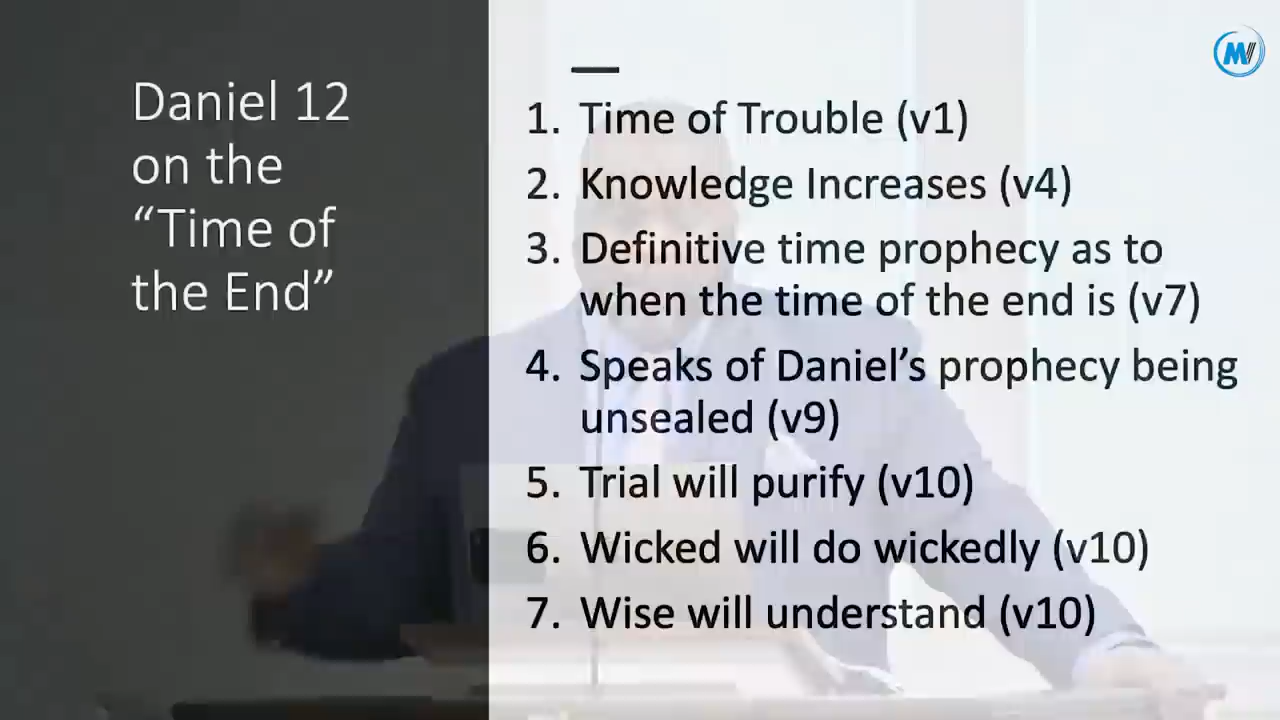 Daniel 12
on the
“Time of
the End”
1. Time of Trouble (v1)
2. Knowledge Increases (v4)
3. Definitive time prophecy as to
when the time of the end is (v7)
4. Speaks of Daniel’s prophecy being
unsealed (v9)
5. Trial will purify (v10)
6. Wicked will do wickedly (v10)
7. Wise will understand (v10)
MV